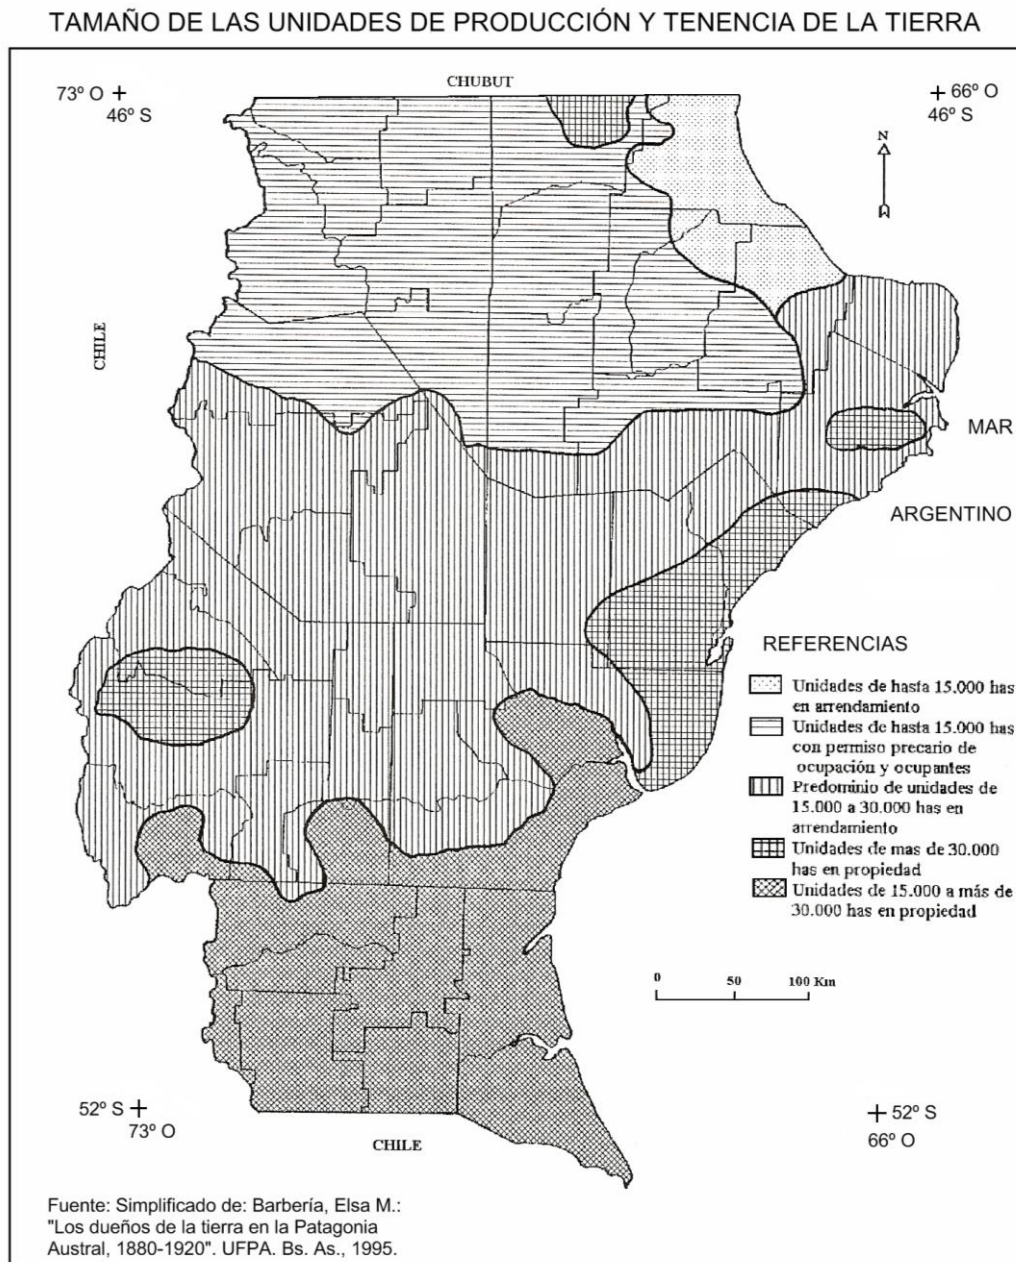 TAMAÑO DE LAS UNIDADES DE PRODUCCIÓN Y TENENCIA DE LA TIERRA
CHUBUT
73º O
46º S
66º O
46º S
N
CHILE
MAR
ARGENTINO
REFERENCIAS
Unidades de hasta 15.000 has
en arrendamiento
Unidades de hasta 15.000 has
con permiso precario de
ocupación y ocupantes
Predominio de unidades de
15.000 a 30.000 has en
arrendamiento
Unidades de mas de 30.000
has en propiedad
Unidades de 15.000 a más de
30.000 has en propiedad
0 50 100 Km
52º S
73º O
52º S
66º O
CHILE
Fuente: Simplificado de: Barbería, Elsa M.:
"Los dueños de la tierra en la Patagonia
Austral, 1880-1920". UFPA. Bs. As., 1995.